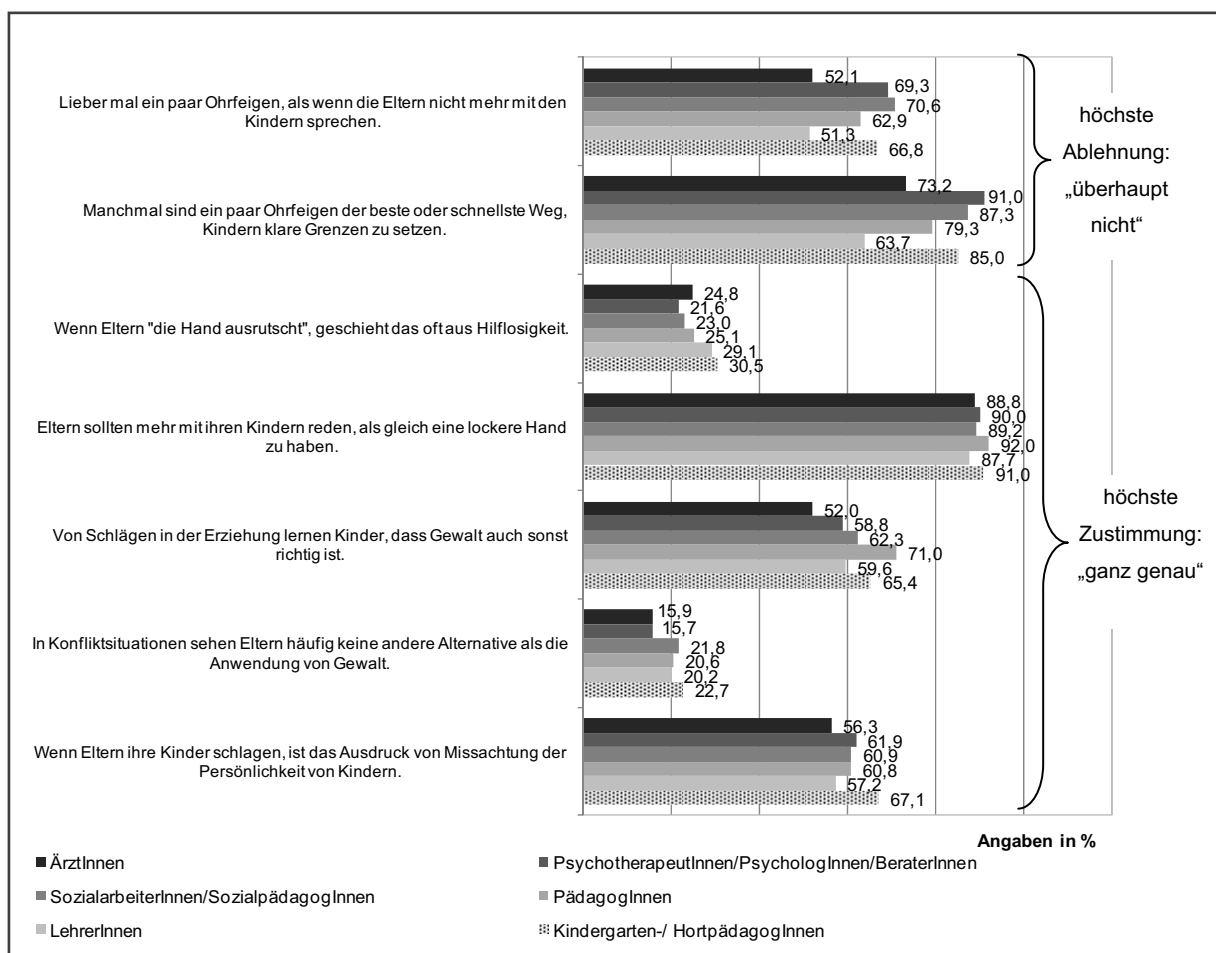 Lieber mal ein paar Ohrfeigen, als wenn die Eltern nicht mehr mit den
Kindern sprechen.
52,1
69,3
70,6
62,9
51,3
66,8
Manchmal sind ein paar Ohrfeigen der beste oder schnellste Weg,
Kindern klare Grenzen zu setzen.
73,2
91,0
87,3
79,3
63,7
85,0
höchste
Ablehnung:
„überhaupt
nicht“
Wenn Eltern "die Hand ausrutscht", geschieht das oft aus Hilflosigkeit.
24,8
21,6
23,0
25,1
29,1
30,5
Eltern sollten mehr mit ihren Kindern reden, als gleich eine lockere Hand
zu haben.
88,8
90,0
89,2
92,0
87,7
91,0
Von Schlägen in der Erziehung lernen Kinder, dass Gewalt auch sonst
richtig ist.
52,0
58,8
62,3
71,0
59,6
65,4
In Konfliktsituationen sehen Eltern häufig keine andere Alternative als die
Anwendung von Gewalt.
15,9
15,7
21,8
20,6
20,2
22,7
Wenn Eltern ihre Kinder schlagen, ist das Ausdruck von Missachtung der
Persönlichkeit von Kindern.
56,3
61,9
60,9
60,8
57,2
67,1
höchste
Zustimmung:
„ganz genau“
Angaben in %
ÄrztInnen
PsychotherapeutInnen/PsychologInnen/BeraterInnen
SozialarbeiterInnen/SozialpädagogInnen
PädagogInnen
LehrerInnen
Kindergarten-/ HortpädagogInnen